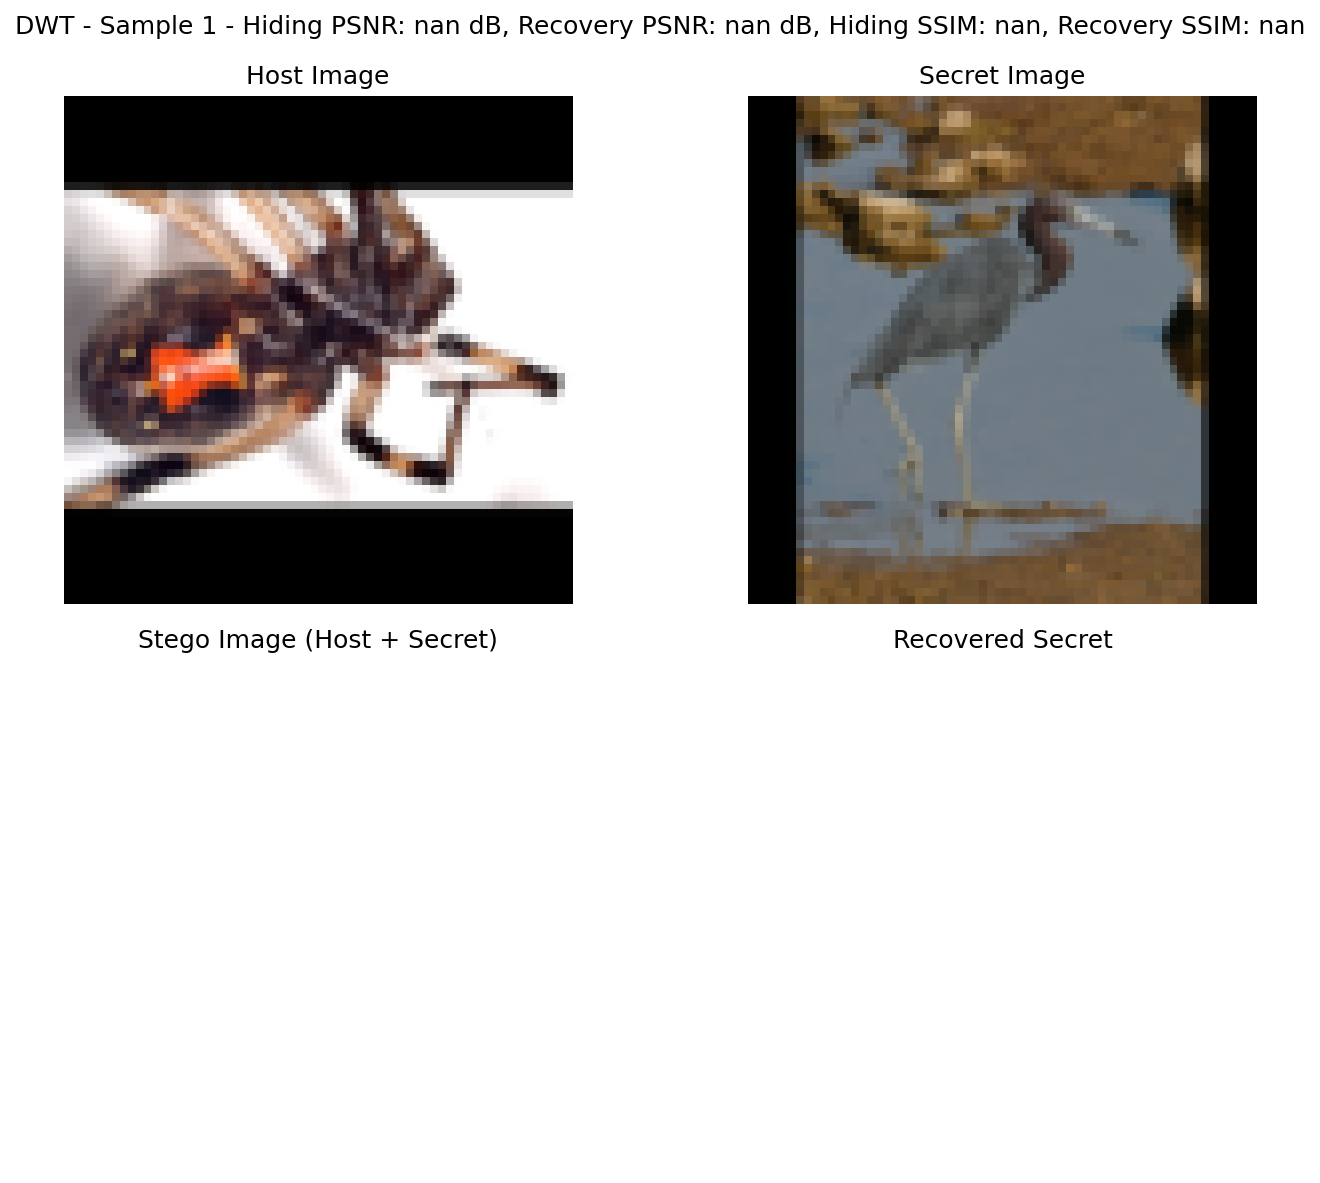 DWT - Sample 1 - Hiding PSNR: nan dB, Recovery PSNR: nan dB, Hiding SSIM: nan, Recovery SSIM: nan
Host Image
Secret Image
Stego Image (Host + Secret)
Recovered Secret